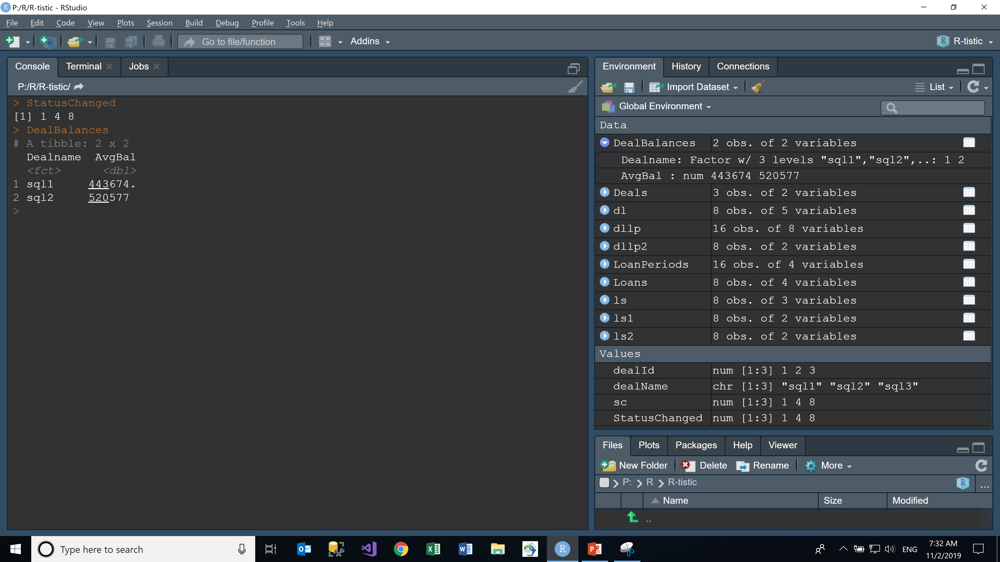 P:/R/R-tistic - RStudio
File Edit Code View Plots Session Build Debug Profile Tools Help
Go to file/function Addins R-tistic
Console Terminal Jobs
P:/R/R-tistic/
> StatusChanged
[1] 1 4 8
> DealBalances
# A tibble: 2 x 2
Dealname AvgBal
<fct> <dbl>
1 sql1 443674.
2 sql2 520577
>
Environment History Connections
Import Dataset List
Global Environment
Data
DealBalances 2 obs. of 2 variables
Dealname: Factor w/ 3 levels "sql1","sql2",..: 1 2
AvgBal : num 443674 520577
Deals 3 obs. of 2 variables
dl 8 obs. of 5 variables
dllp 16 obs. of 8 variables
dllp2 8 obs. of 2 variables
LoanPeriods 16 obs. of 4 variables
Loans 8 obs. of 4 variables
ls 8 obs. of 3 variables
ls1 8 obs. of 2 variables
ls2 8 obs. of 2 variables
Values
dealId num [1:3] 1 2 3
dealName chr [1:3] "sql1" "sql2" "sql3"
sc num [1:3] 1 4 8
StatusChanged num [1:3] 1 4 8
Files Plots Packages Help Viewer
New Folder Delete Rename More
P: R R-tistic ...
Name Size Modified
..
Type here to search
ENG
7:32 AM
11/2/2019